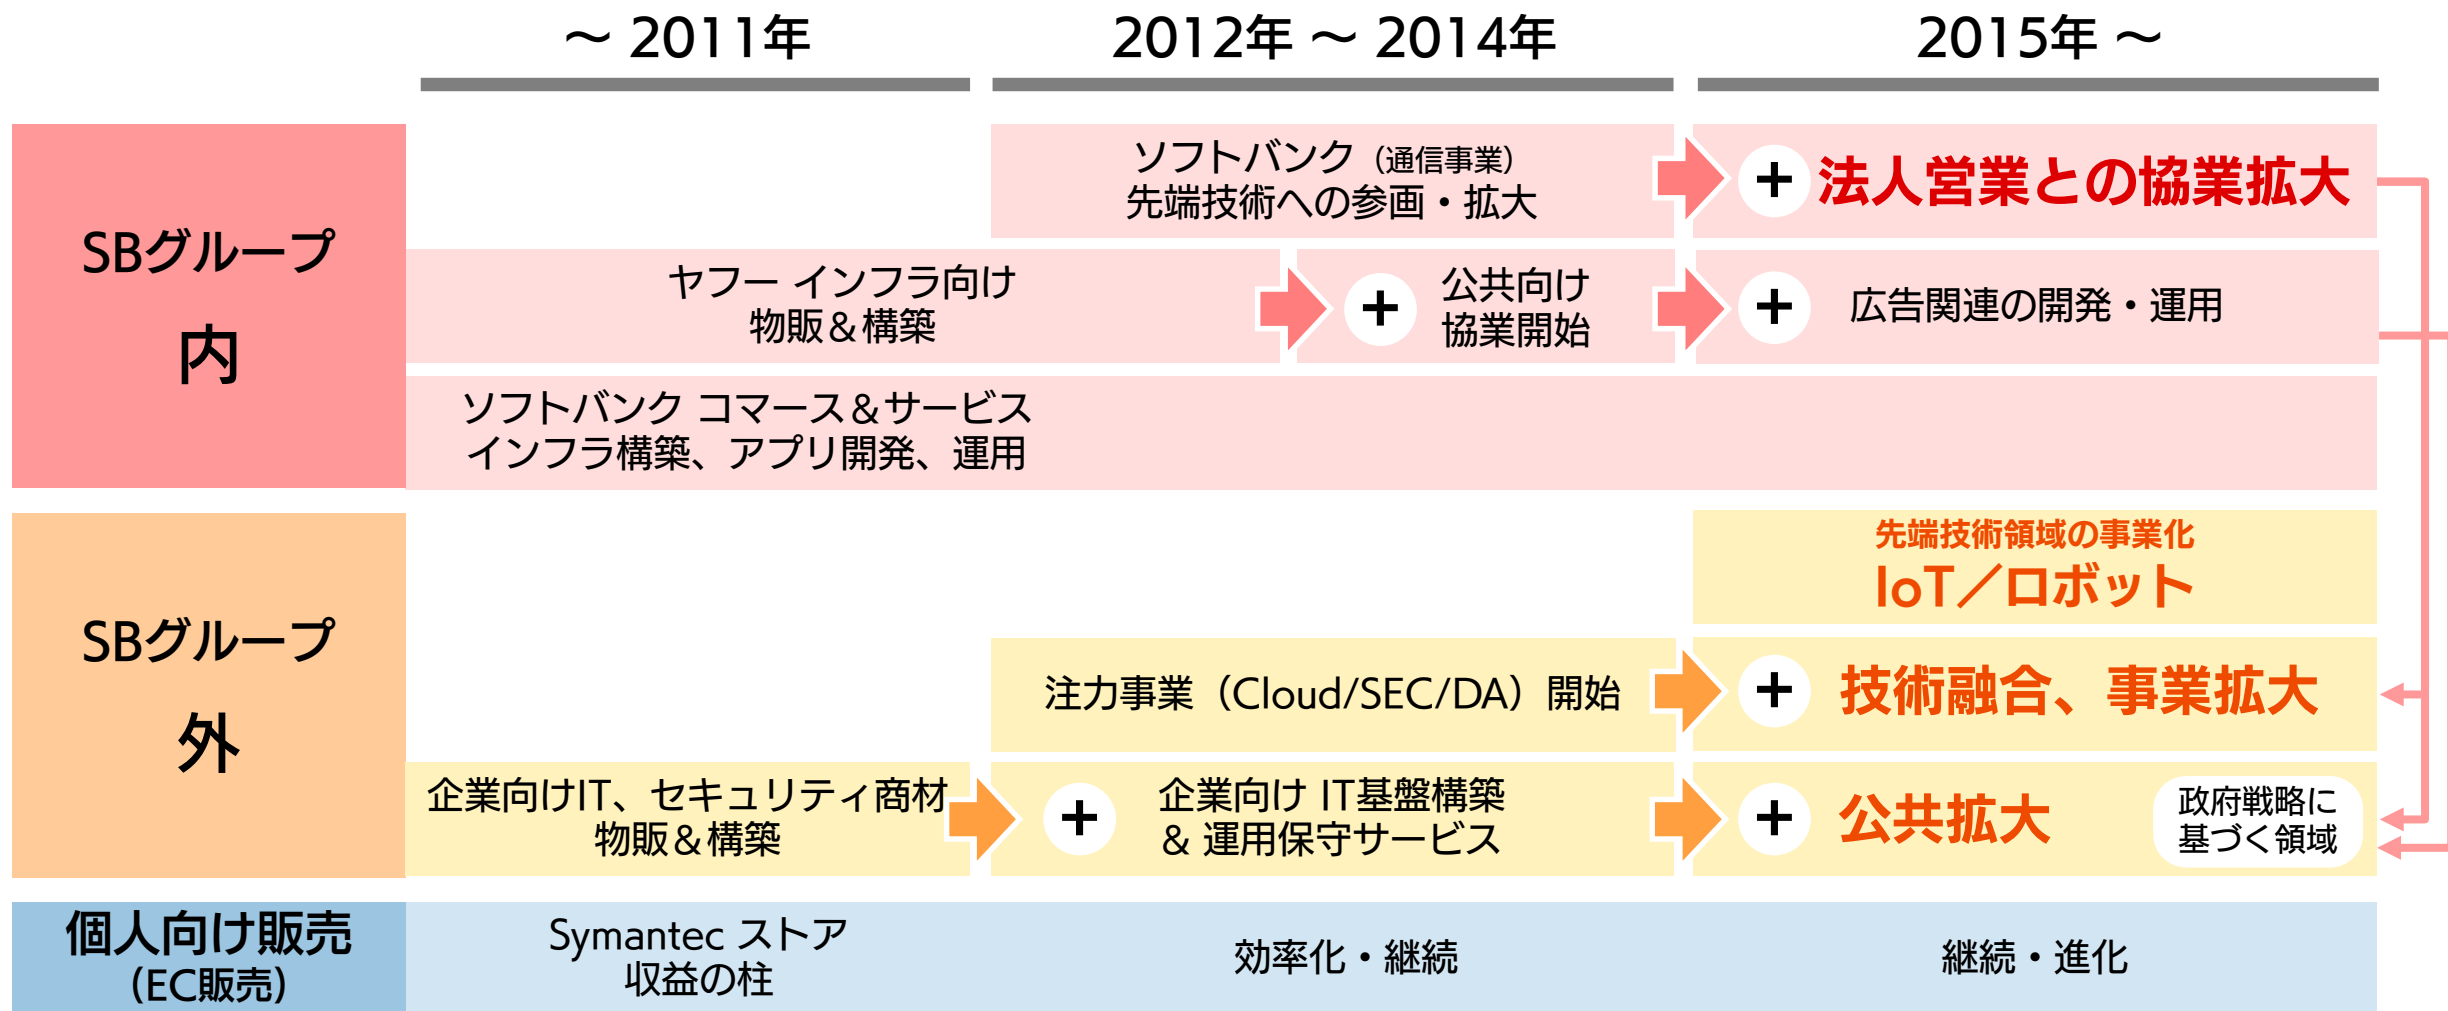 ～ 2011年
2012年 ～ 2014年
2015年 ～
SBグループ
内
ソフトバンク（通信事業）
先端技術への参画・拡大
+
法人営業との協業拡大
ヤフー インフラ向け
物販＆構築
+
公共向け
協業開始
+
広告関連の開発・運用
ソフトバンク コマース＆サービス
インフラ構築、アプリ開発、運用
SBグループ
外
先端技術領域の事業化
IoT／ロボット
注力事業（Cloud/SEC/DA）開始
+
技術融合、事業拡大
企業向けIT、セキュリティ商材
物販＆構築
+
企業向け IT基盤構築
& 運用保守サービス
+
公共拡大
政府戦略に
基づく領域
個人向け販売
（EC販売）
Symantec ストア
収益の柱
効率化・継続
継続・進化